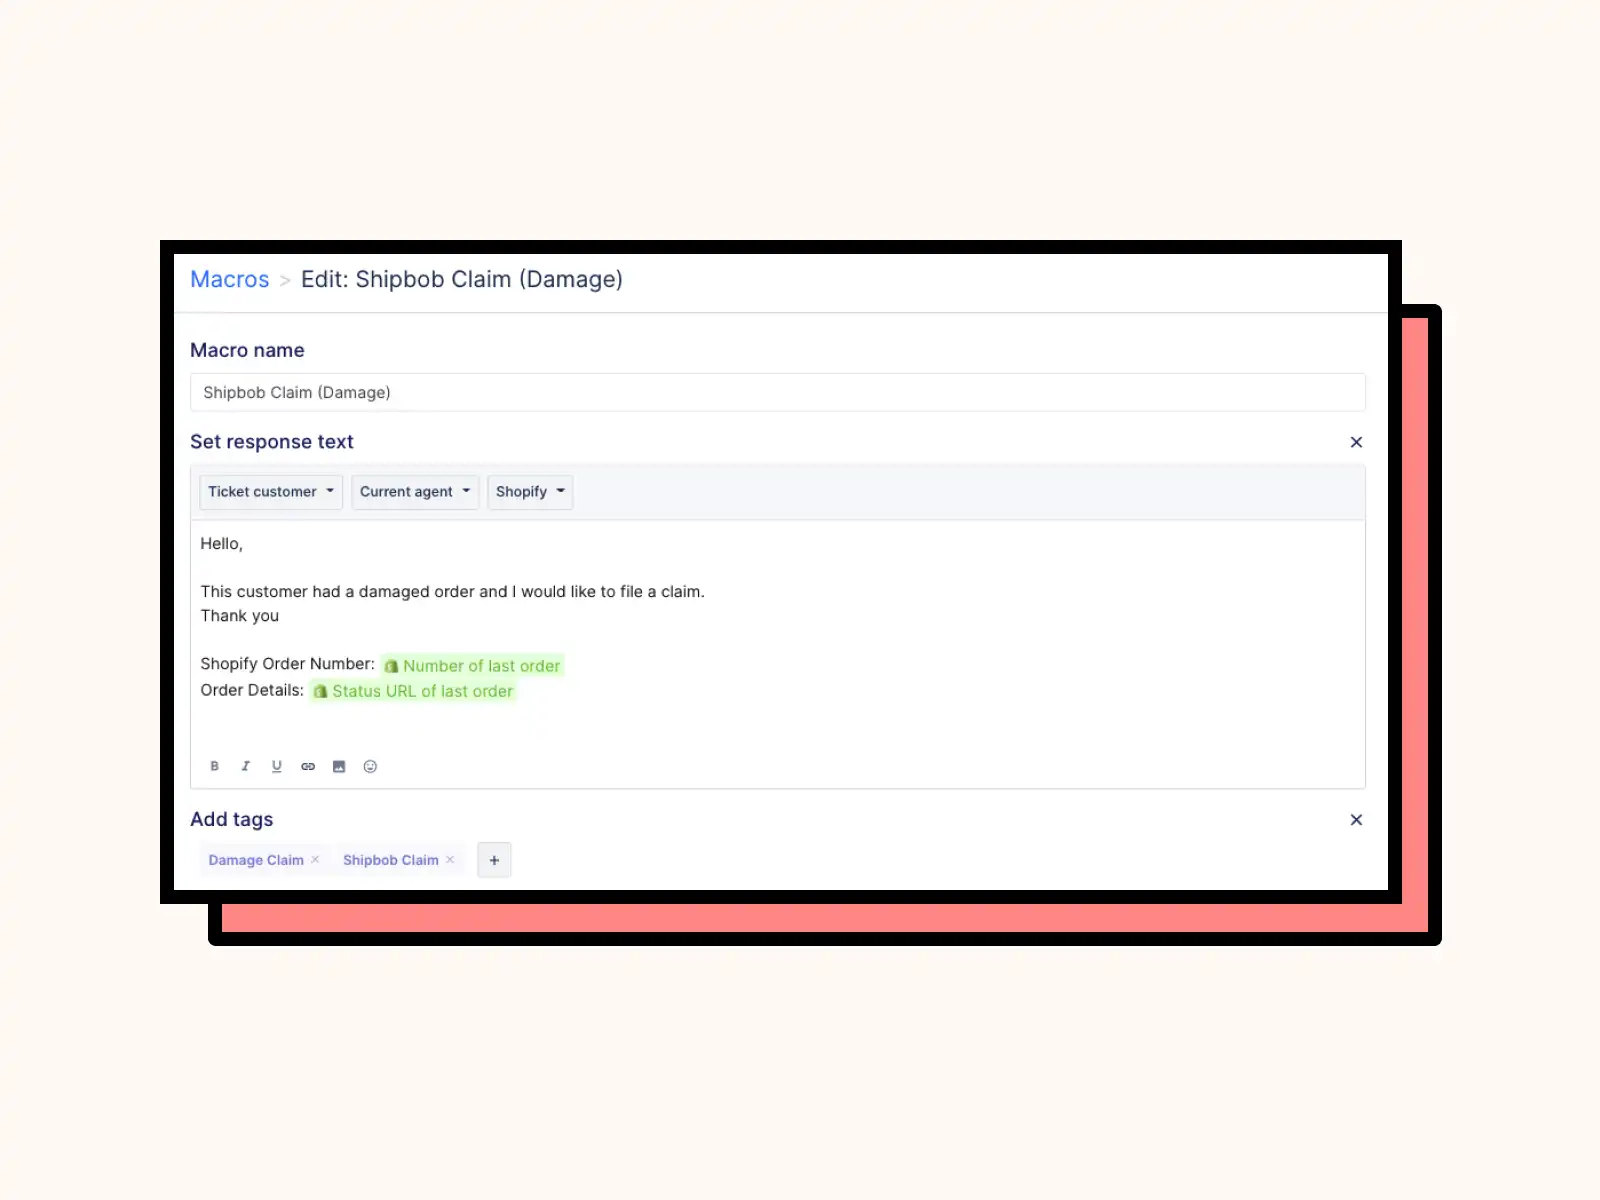 Macros > Edit: Shipbob Claim (Damage)
Macro name
Shipbob Claim (Damage)
Set response text
Ticket customer Current agent Shopify
Hello,
This customer had a damaged order and I would like to file a claim.
Thank you
Shopify Order Number: Number of last order
Order Details: Status URL of last order
B I U
Add tags
Damage Claim × Shipbob Claim × +